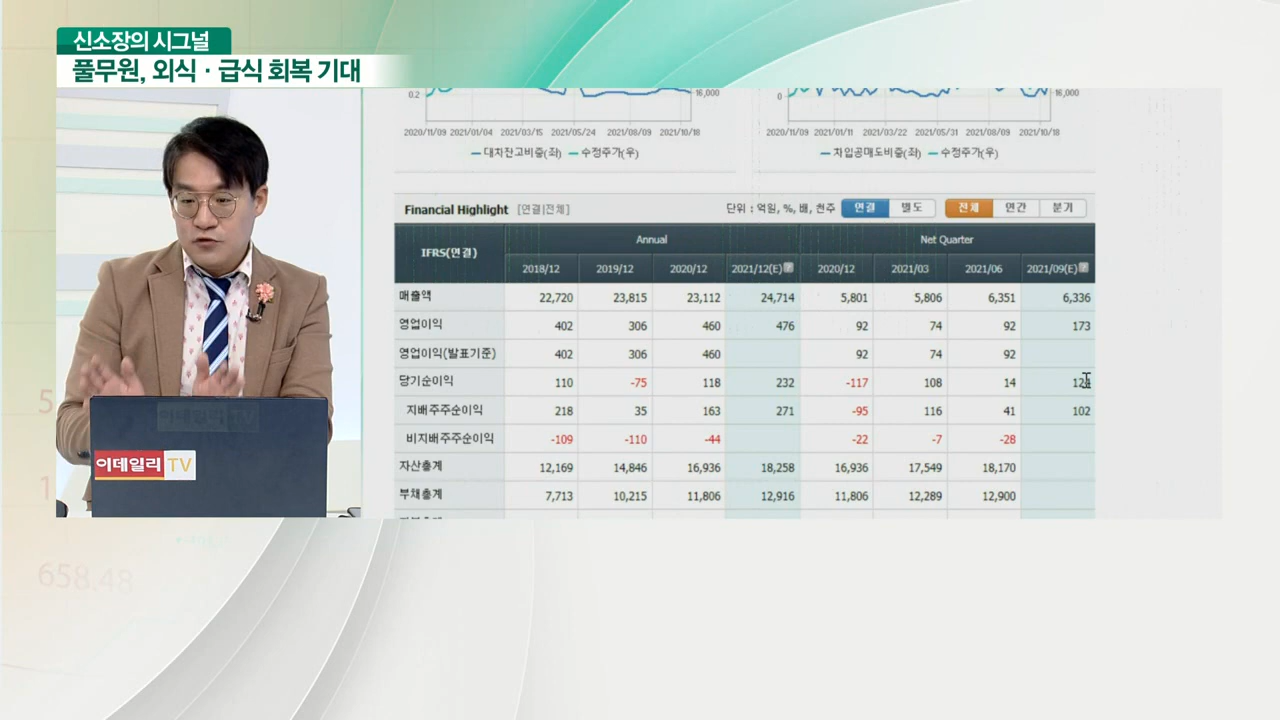 신소장의 시그널
풀무원, 외식·급식 회복 기대
0.2 16,000 0 16,000
2020/11/09 2021/01/04 2021/03/15 2021/05/24 2021/08/09 2021/10/18
2020/11/09 2021/01/11 2021/03/22 2021/05/31 2021/08/09 2021/10/18
대차잔고비중(좌) 수정주가(우)
차입공매도비중(좌) 수정주가(우)
Financial Highlight [연결|전체] 단위 : 억원, %, 배, 천주 연결 별도 전체 연간 분기
IFRS(연결) Annual Net Quarter
2018/12 2019/12 2020/12 2021/12(E) 2020/12 2021/03 2021/06 2021/09(E)
매출액 22,720 23,815 23,112 24,714 5,801 5,806 6,351 6,336
영업이익 402 306 460 476 92 74 92 173
영업이익(발표기준) 402 306 460 92 74 92
당기순이익 110 -75 118 232 -117 108 14
지배주주순이익 218 35 163 271 -95 116 41 102
비지배주주순이익 -109 -110 -44 -22 -7 -28
자산총계 12,169 14,846 16,936 18,258 16,936 17,549 18,170
부채총계 7,713 10,215 11,806 12,916 11,806 12,289 12,900
이데일리 TV
이데일리 TV
658.48